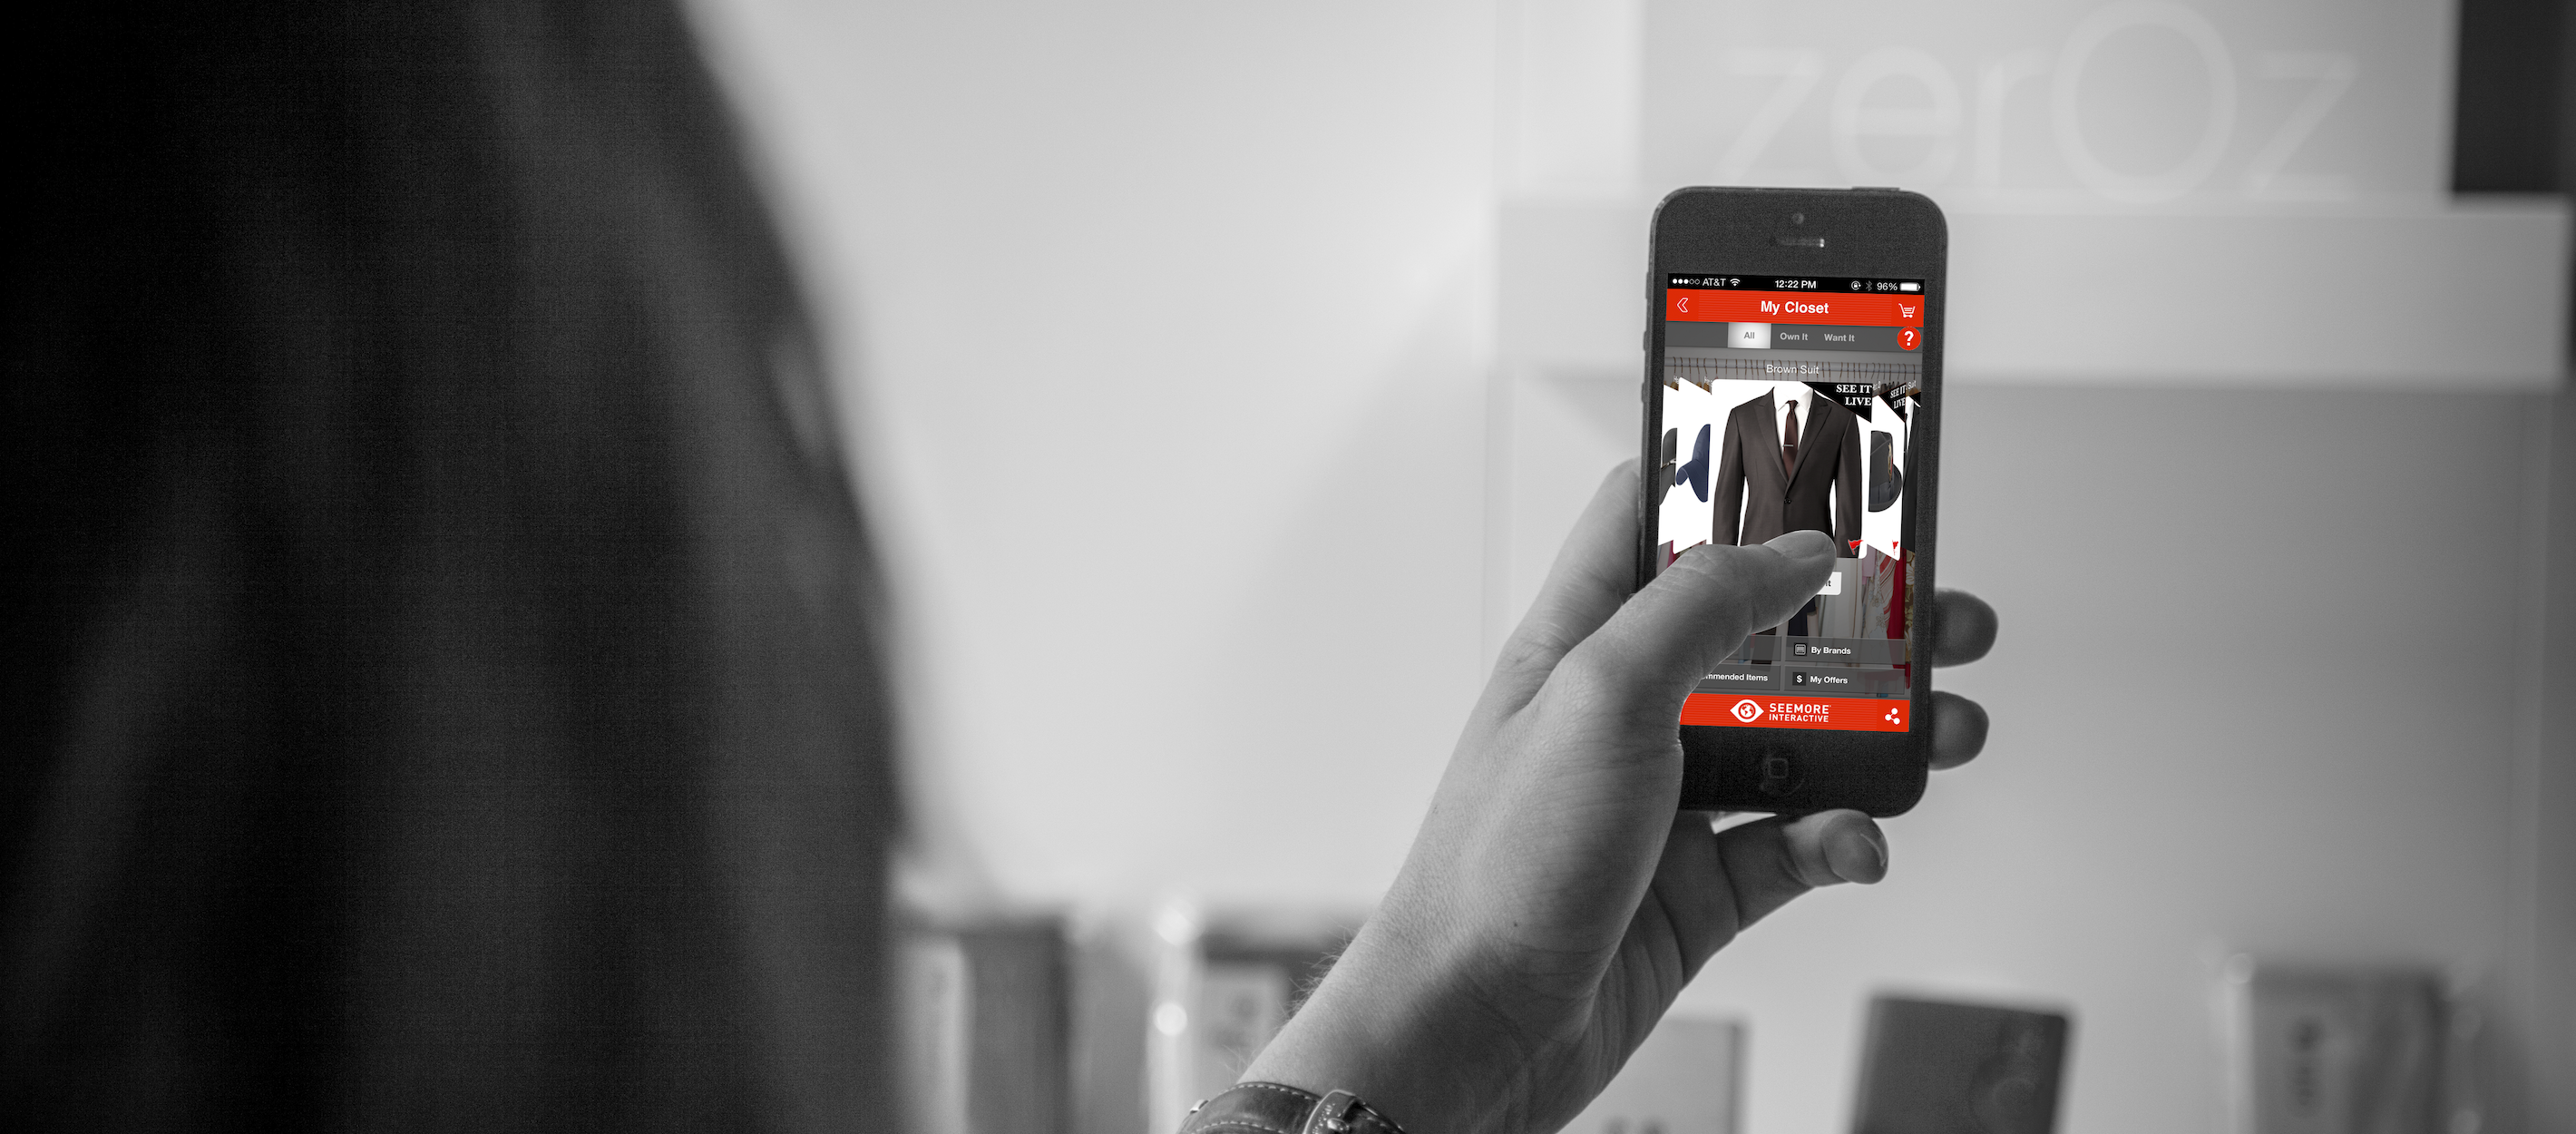 zerOz
AT&T 12:22 PM 96%
My Closet
All Own It Want It ?
Brown Suit
SEE IT
LIVE
SEE IT
LIVE
By Brands
mmended Items
$ My Offers
SEEMORE
INTERACTIVE